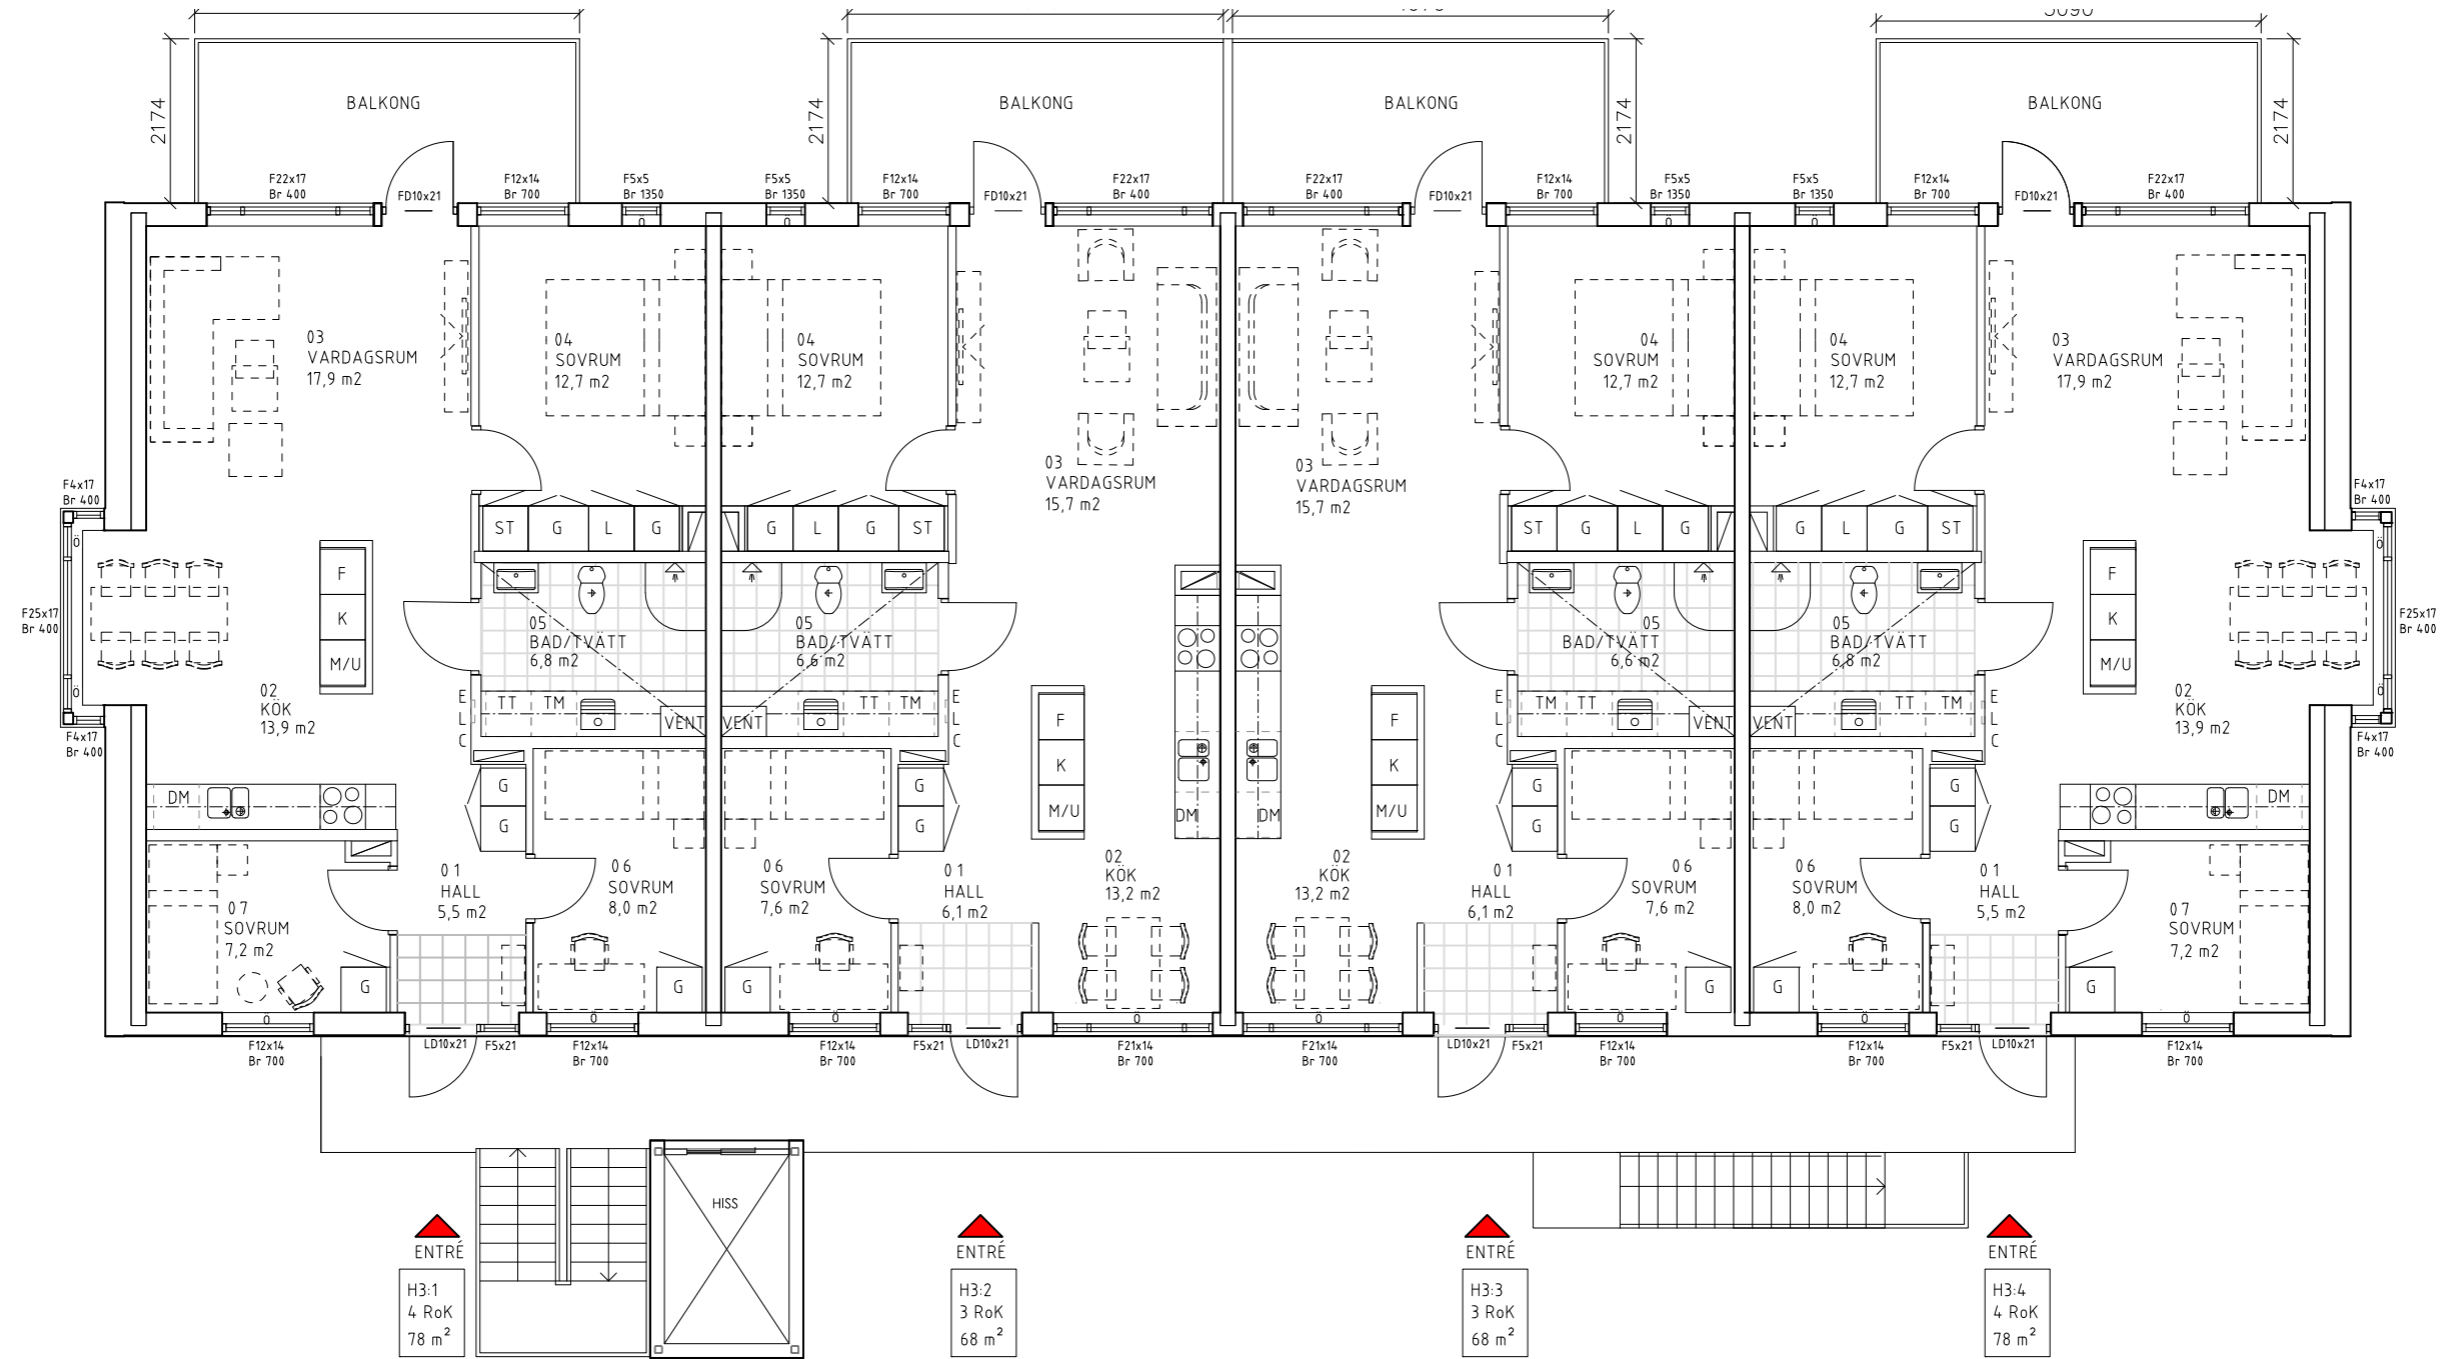 2174
BALKONG
F22x17
Br 400
FD10x21
F12x14
Br 700
F5x5
Br 1350
Ö
03
VARDAGSRUM
17,9 m2
04
SOVRUM
12,7 m2
ST
G
L
G
F4x17
Br 400
Ö
F25x17
Br 400
Ö
F4x17
Br 400
F
K
M/U
02
KÖK
13,9 m2
05
BAD/TVÄTT
6,8 m2
E
L
C
TT
TM
VENT
DM
G
G
01
HALL
5,5 m2
06
SOVRUM
8,0 m2
07
SOVRUM
7,2 m2
G
G
Ö
Ö
F12x14
Br 700
LD10x21
F5x21
F12x14
Br 700
2174
BALKONG
F5x5
Br 1350
Ö
F12x14
Br 700
FD10x21
F22x17
Br 400
04
SOVRUM
12,7 m2
03
VARDAGSRUM
15,7 m2
G
L
G
ST
05
BAD/TVÄTT
6,6 m2
VENT
TT
TM
E
L
C
F
K
M/U
DM
G
G
06
SOVRUM
7,6 m2
01
HALL
6,1 m2
02
KÖK
13,2 m2
G
Ö
F12x14
Br 700
F5x21
LD10x21
F21x14
Br 700
BALKONG
2174
F22x17
Br 400
FD10x21
F12x14
Br 700
F5x5
Br 1350
Ö
03
VARDAGSRUM
15,7 m2
04
SOVRUM
12,7 m2
ST
G
L
G
05
BAD/TVÄTT
6,6 m2
E
L
C
TM
TT
VENT
F
K
M/U
DM
G
G
02
KÖK
13,2 m2
01
HALL
6,1 m2
06
SOVRUM
7,6 m2
G
Ö
Ö
F21x14
Br 700
LD10x21
F5x21
F12x14
Br 700
5090
BALKONG
2174
F5x5
Br 1350
Ö
F12x14
Br 700
FD10x21
F22x17
Br 400
04
SOVRUM
12,7 m2
03
VARDAGSRUM
17,9 m2
G
L
G
ST
05
BAD/TVÄTT
6,8 m2
VENT
TT
TM
E
L
C
F
K
M/U
F4x17
Br 400
Ö
F25x17
Br 400
Ö
F4x17
Br 400
02
KÖK
13,9 m2
DM
G
G
06
SOVRUM
8,0 m2
01
HALL
5,5 m2
07
SOVRUM
7,2 m2
G
G
Ö
Ö
F12x14
Br 700
F5x21
LD10x21
F12x14
Br 700
HISS
ENTRÉ
H3:1
4 RoK
78 m²
ENTRÉ
H3:2
3 RoK
68 m²
ENTRÉ
H3:3
3 RoK
68 m²
ENTRÉ
H3:4
4 RoK
78 m²